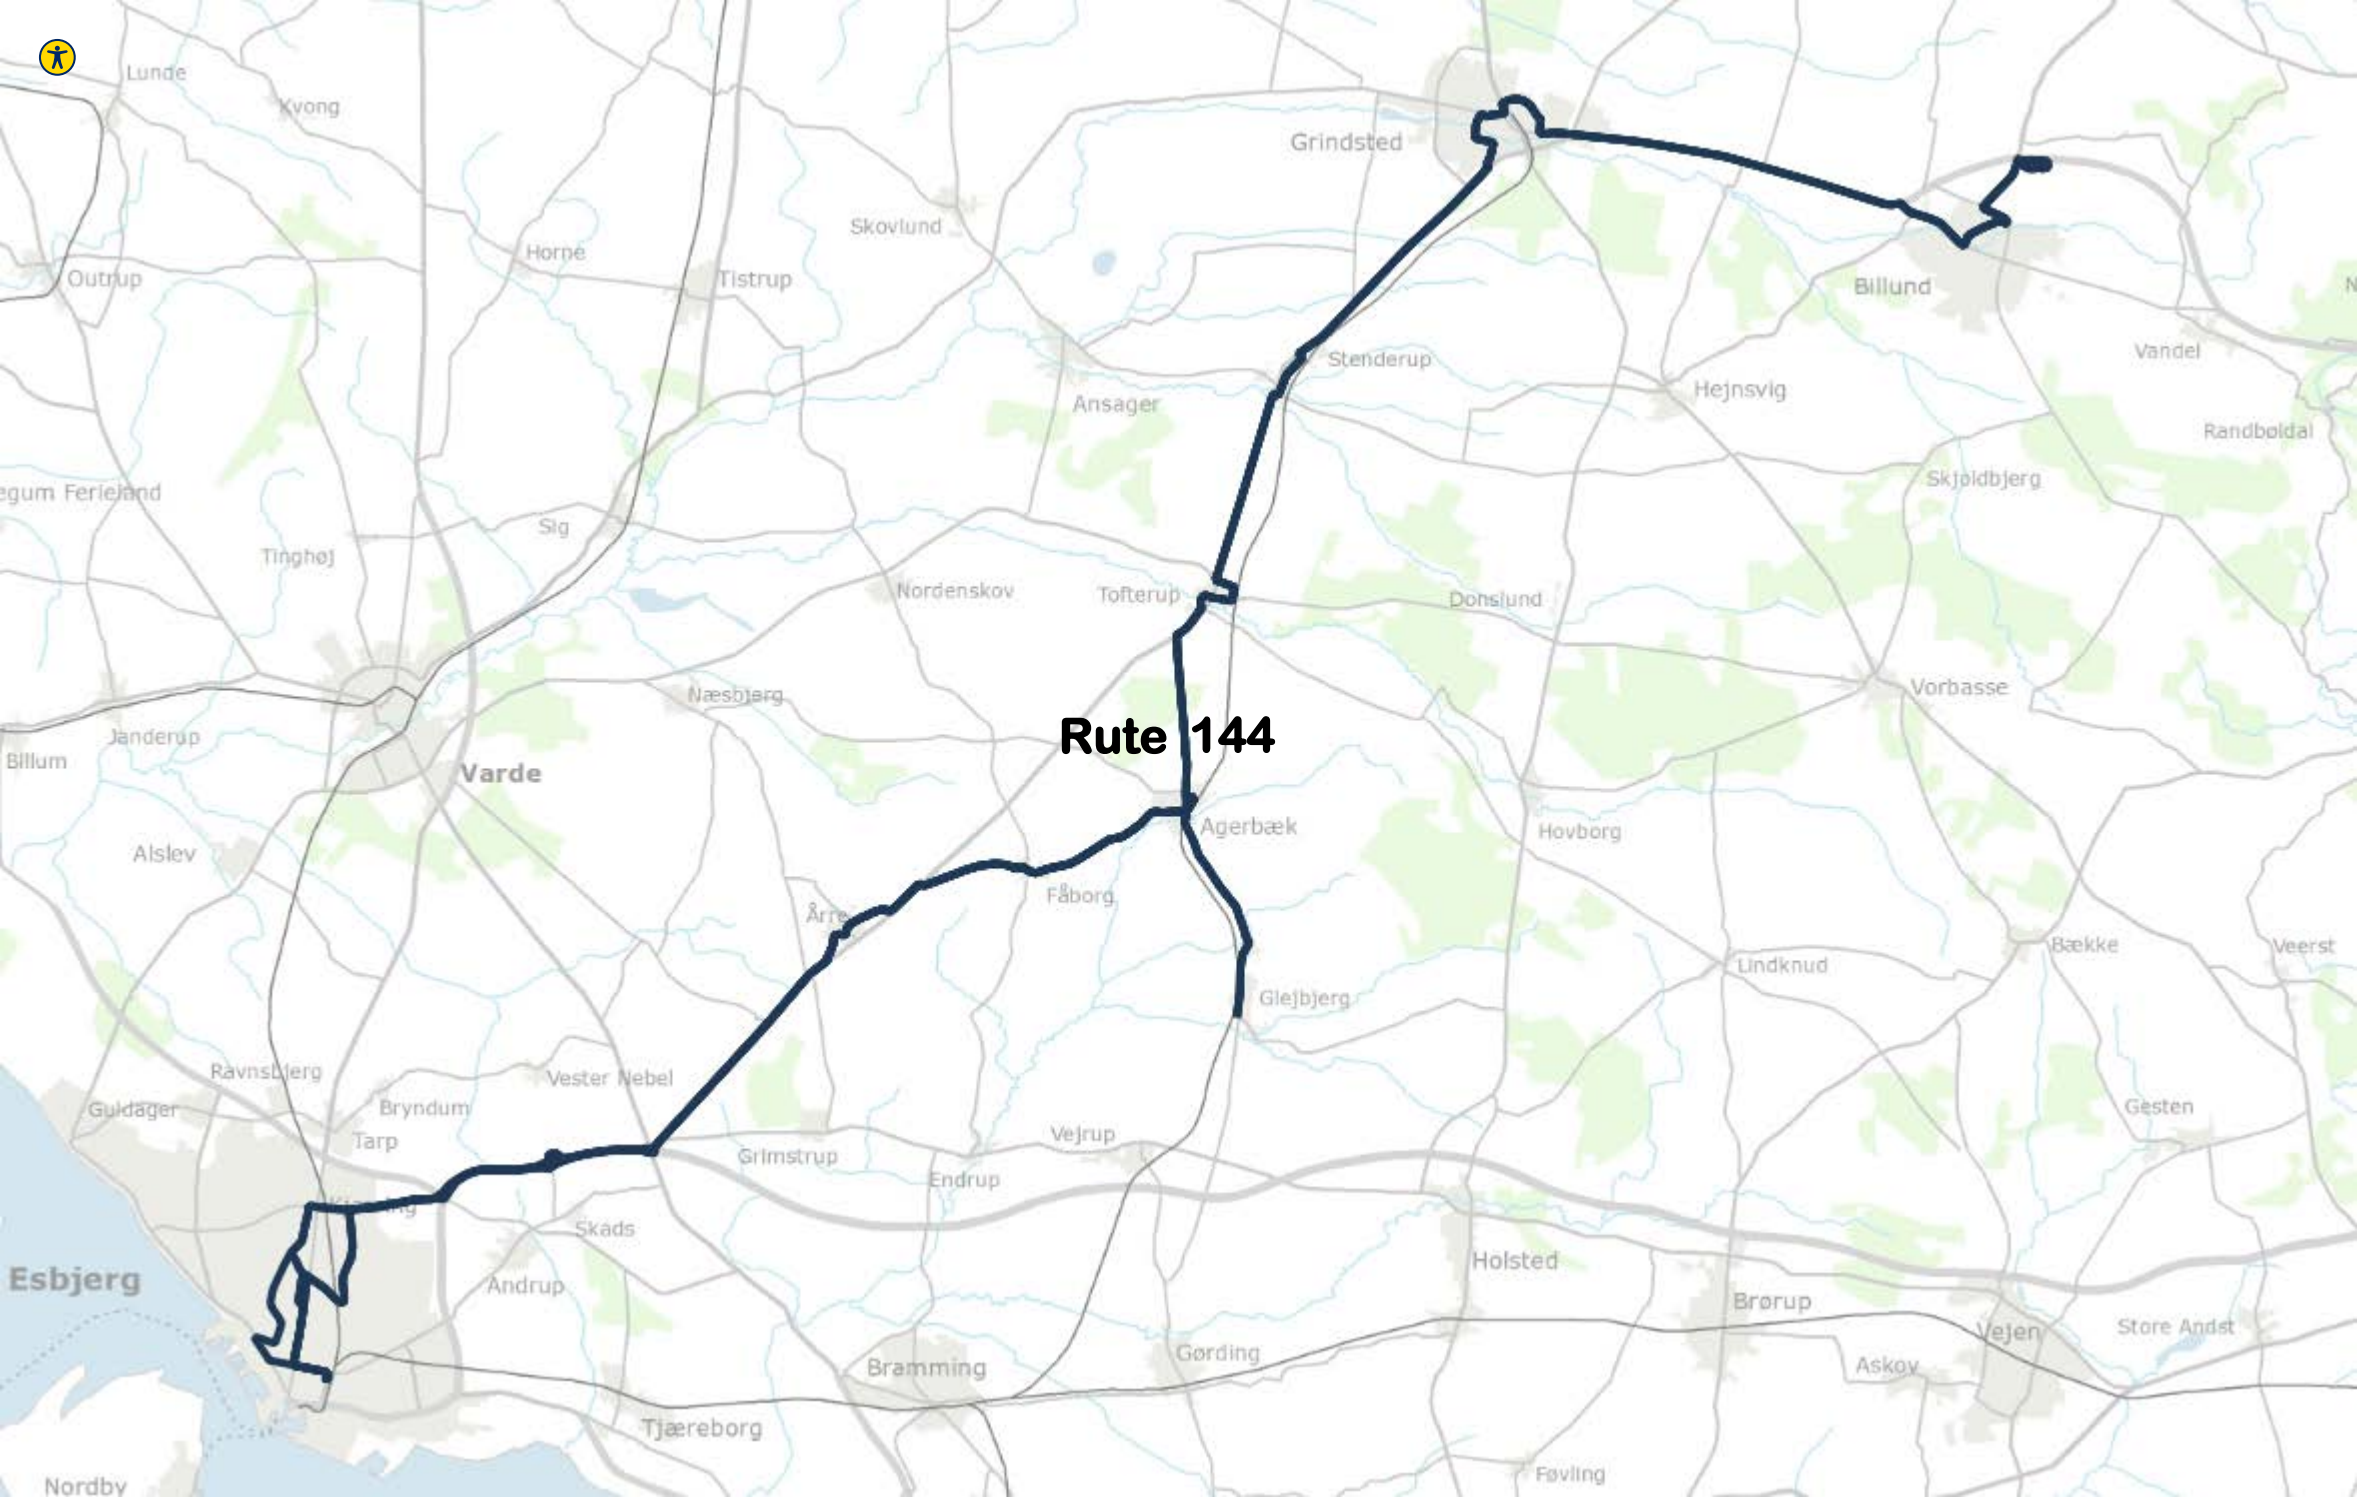 Lunde
Kvong
Grindsted
Skovlund
Horne
Outrup
Tistrup
Billund
Vandel
Stenderup
Hejnsvig
Ansager
Randbøldal
Skjoldbjerg
egum Ferieland
Sig
Tinghøj
Nordenskov
Tofterup
Donslund
Næsbjerg
Vorbasse
Janderup
Rute 144
Billum
Varde
Agerbæk
Hovborg
Alslev
Fåborg
Årre
Bække
Veerst
Lindknud
Glejbjerg
Ravnsbjerg
Vester Nebel
Guldager
Bryndum
Gesten
Tarp
Vejrup
Grimstrup
Endrup
Skads
Holsted
Esbjerg
Andrup
Brørup
Vejen
Store Andst
Gørding
Bramming
Askov
Tjæreborg
Føvling
Nordby